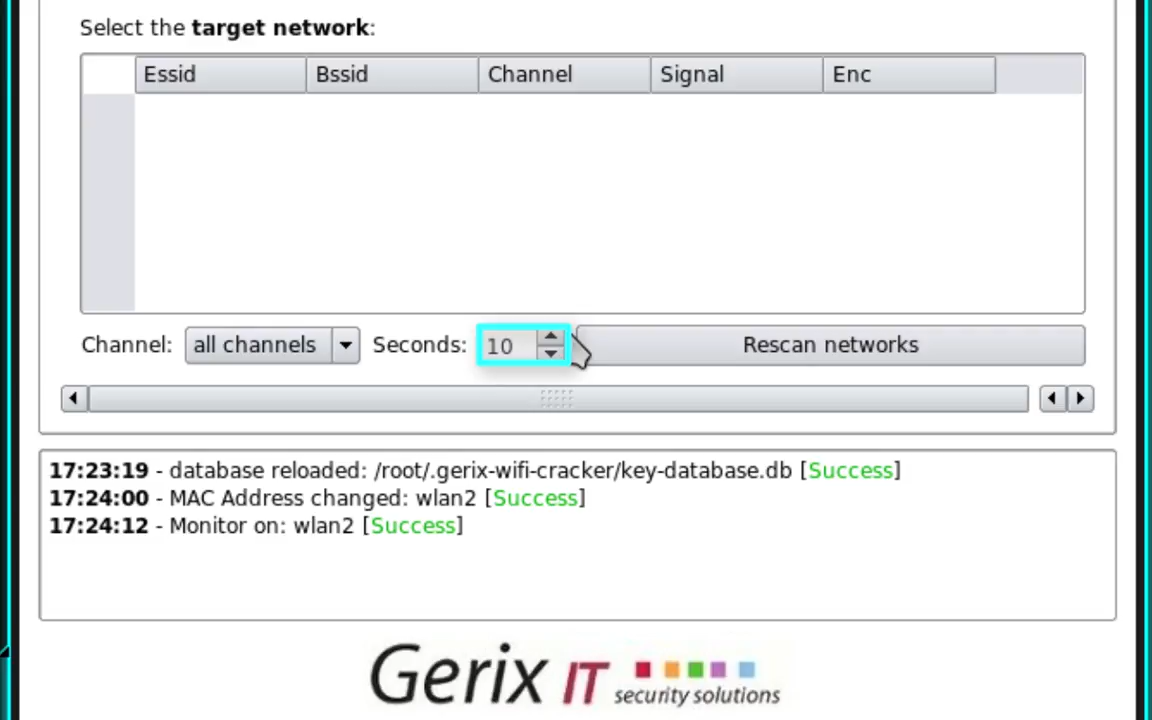 Select the target network:
Essid Bssid Channel Signal Enc
Channel: all channels Seconds: 10 Rescan networks
17:23:19 - database reloaded: /root/.gerix-wifi-cracker/key-database.db [Success]
17:24:00 - MAC Address changed: wlan2 [Success]
17:24:12 - Monitor on: wlan2 [Success]
Gerix IT security solutions